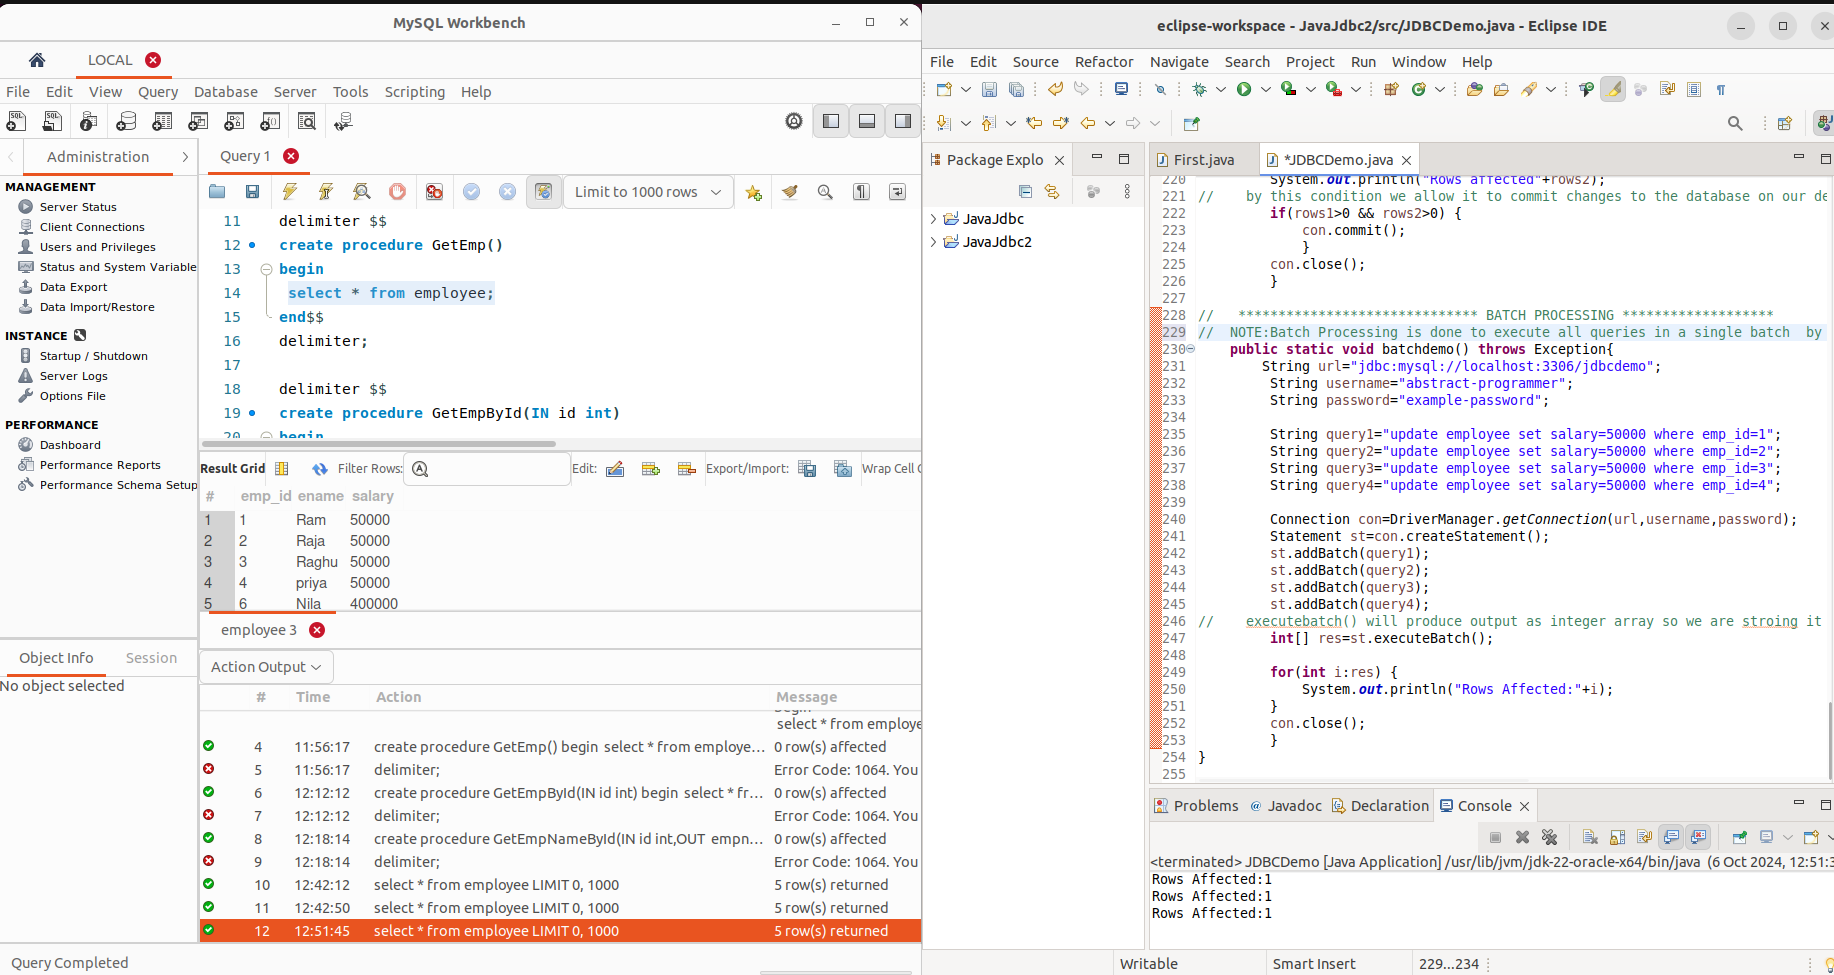 MySQL Workbench
LOCAL
File Edit View Query Database Server Tools Scripting Help
Administration
MANAGEMENT
Server Status
Client Connections
Users and Privileges
Status and System Variable
Data Export
Data Import/Restore
INSTANCE
Startup / Shutdown
Server Logs
Options File
PERFORMANCE
Dashboard
Performance Reports
Performance Schema Setup
Object Info Session
No object selected
Query 1
Limit to 1000 rows
11 delimiter $$
12 create procedure GetEmp()
13 begin
14 select * from employee;
15 end$$
16 delimiter;
17
18 delimiter $$
19 create procedure GetEmpById(IN id int)
20 begin
Result Grid Filter Rows: Edit: Export/Import: Wrap Cell C
# emp_id ename salary
1 1 Ram 50000
2 2 Raja 50000
3 3 Raghu 50000
4 4 priya 50000
5 6 Nila 400000
employee 3
Action Output
# Time Action Message
begin
select * from employe
4 11:56:17 create procedure GetEmp() begin select * from employe... 0 row(s) affected
5 11:56:17 delimiter; Error Code: 1064. You
6 12:12:12 create procedure GetEmpById(IN id int) begin select * fr... 0 row(s) affected
7 12:12:12 delimiter; Error Code: 1064. You
8 12:18:14 create procedure GetEmpNameById(IN id int,OUT empn... 0 row(s) affected
9 12:18:14 delimiter; Error Code: 1064. You
10 12:42:12 select * from employee LIMIT 0, 1000 5 row(s) returned
11 12:42:50 select * from employee LIMIT 0, 1000 5 row(s) returned
12 12:51:45 select * from employee LIMIT 0, 1000 5 row(s) returned
Query Completed
eclipse-workspace - JavaJdbc2/src/JDBCDemo.java - Eclipse IDE
File Edit Source Refactor Navigate Search Project Run Window Help
Package Explo
JavaJdbc
JavaJdbc2
First.java *JDBCDemo.java
220 System.out.println("Rows affected"+rows2);
221 // by this condition we allow it to commit changes to the database on our de
222 if(rows1>0 && rows2>0) {
223 con.commit();
224 }
225 con.close();
226 }
227
228 // ****************************** BATCH PROCESSING *******************
229 // NOTE:Batch Processing is done to execute all queries in a single batch by
230 public static void batchdemo() throws Exception{
231 String url="jdbc:mysql://localhost:3306/jdbcdemo";
232 String username="abstract-programmer";
233 String password="example-password";
234
235 String query1="update employee set salary=50000 where emp_id=1";
236 String query2="update employee set salary=50000 where emp_id=2";
237 String query3="update employee set salary=50000 where emp_id=3";
238 String query4="update employee set salary=50000 where emp_id=4";
239
240 Connection con=DriverManager.getConnection(url,username,password);
241 Statement st=con.createStatement();
242 st.addBatch(query1);
243 st.addBatch(query2);
244 st.addBatch(query3);
245 st.addBatch(query4);
246 // executebatch() will produce output as integer array so we are stroing it
247 int[] res=st.executeBatch();
248
249 for(int i:res) {
250 System.out.println("Rows Affected:"+i);
251 }
252 con.close();
253 }
254 }
255
Problems Javadoc Declaration Console
<terminated> JDBCDemo [Java Application] /usr/lib/jvm/jdk-22-oracle-x64/bin/java (6 Oct 2024, 12:51:3
Rows Affected:1
Rows Affected:1
Rows Affected:1
Writable Smart Insert 229...234